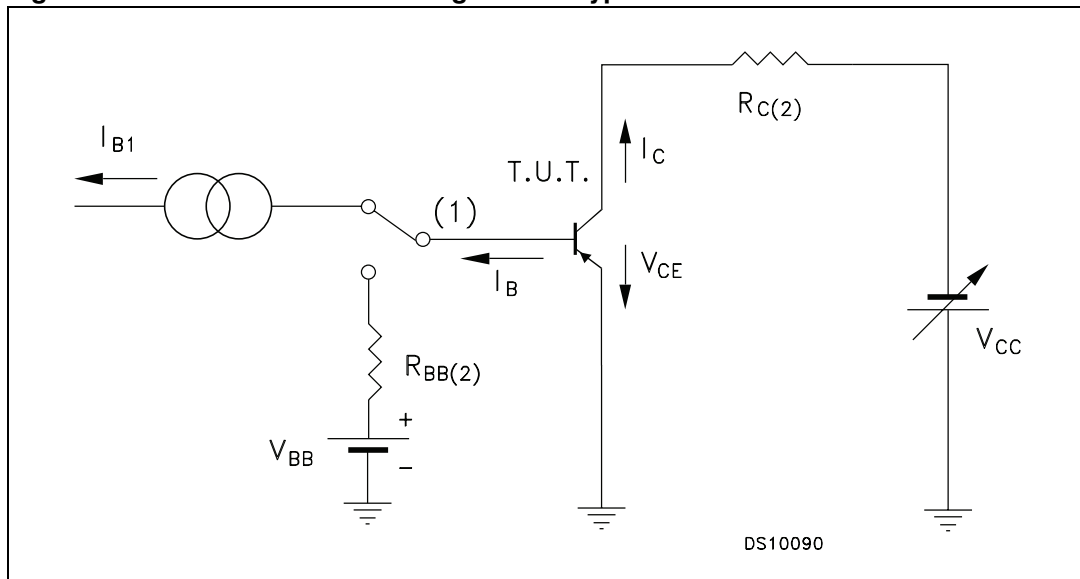 R_C(2)
I_B1
I_C
T.U.T.
(1)
V_CE
I_B
V_CC
R_BB(2)
+
V_BB
−
DS10090